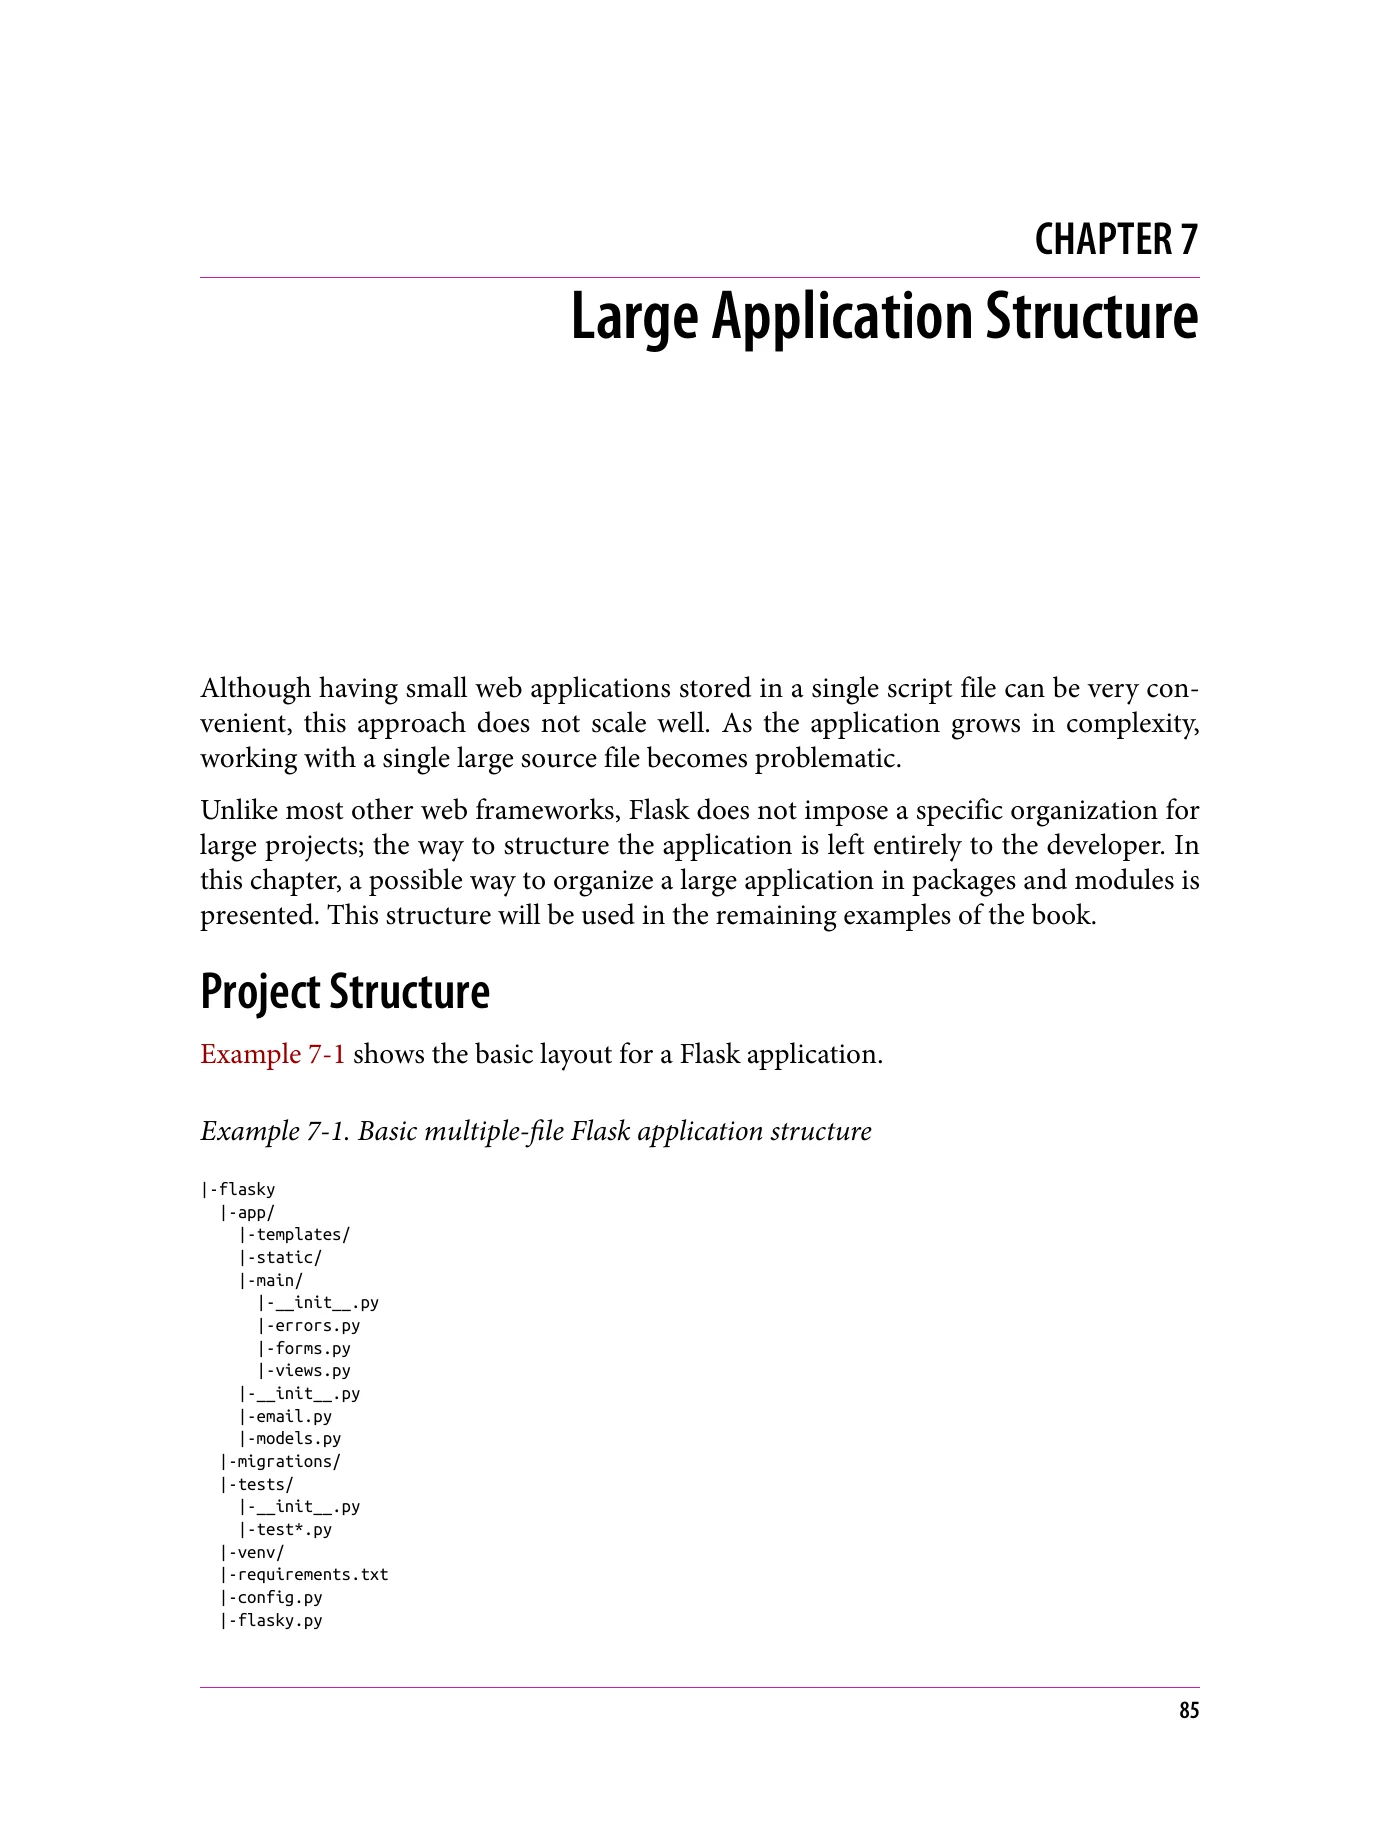 CHAPTER 7
Large Application Structure
Although having small web applications stored in a single script file can be very con-
venient, this approach does not scale well. As the application grows in complexity,
working with a single large source file becomes problematic.
Unlike most other web frameworks, Flask does not impose a specific organization for
large projects; the way to structure the application is left entirely to the developer. In
this chapter, a possible way to organize a large application in packages and modules is
presented. This structure will be used in the remaining examples of the book.
Project Structure
Example 7-1 shows the basic layout for a Flask application.
Example 7-1. Basic multiple-file Flask application structure
|-flasky
  |-app/
    |-templates/
    |-static/
    |-main/
      |-__init__.py
      |-errors.py
      |-forms.py
      |-views.py
    |-__init__.py
    |-email.py
    |-models.py
  |-migrations/
  |-tests/
    |-__init__.py
    |-test*.py
  |-venv/
  |-requirements.txt
  |-config.py
  |-flasky.py
85